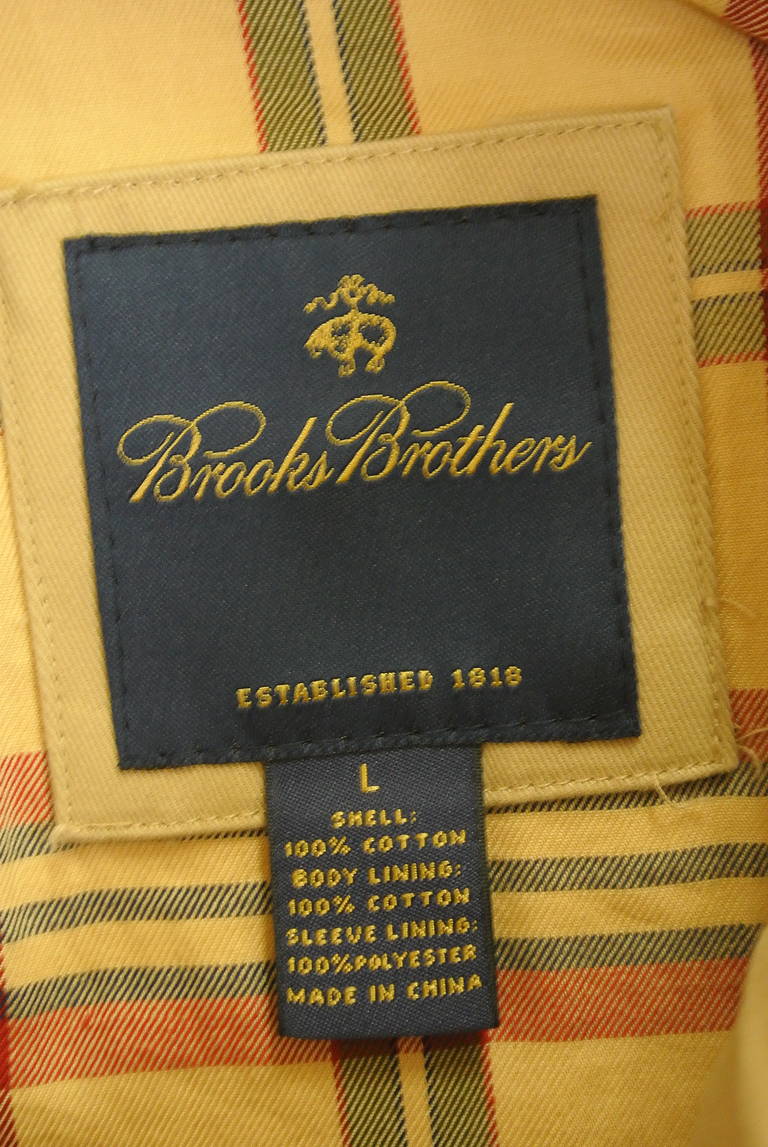 Brooks Brothers
ESTABLISHED 1818
L
SHELL:
100% COTTON
BODY LINING:
100% COTTON
SLEEVE LINING:
100%POLYESTER
MADE IN CHINA